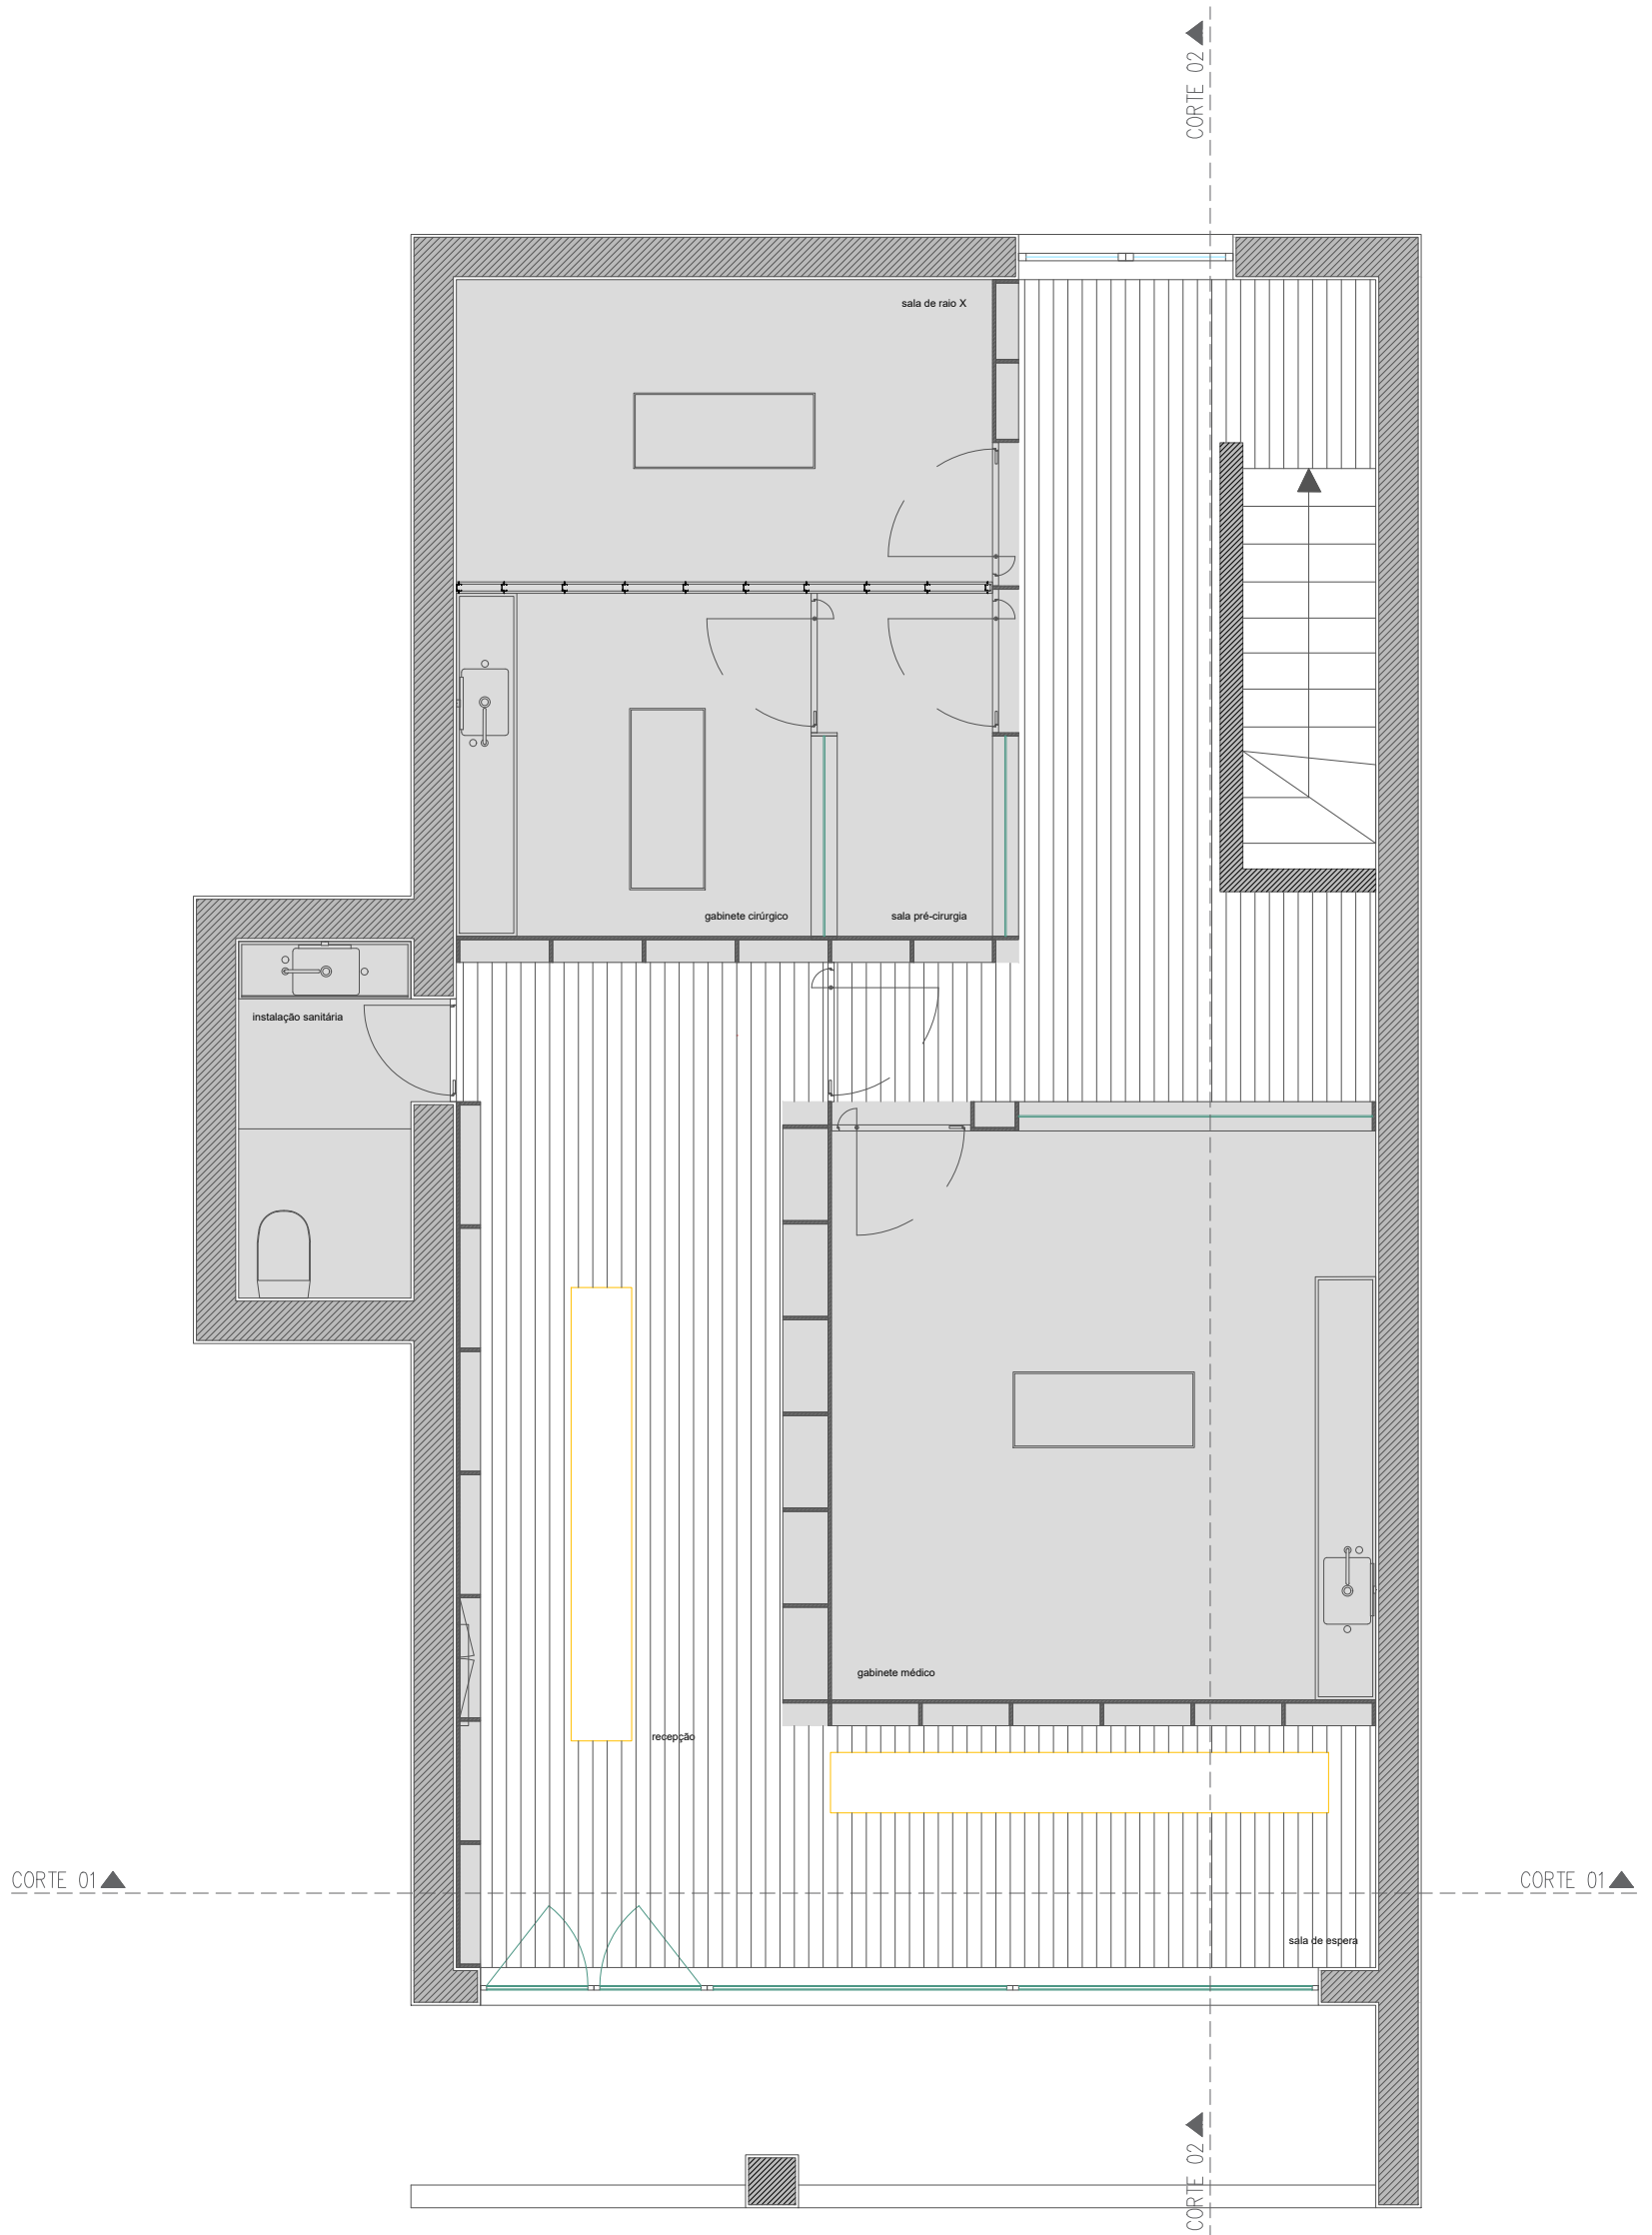 CORTE 02
sala de raio X
gabinete cirúrgico
sala pré-cirurgia
instalação sanitária
gabinete médico
recepção
CORTE 01
CORTE 01
sala de espera
CORTE 02